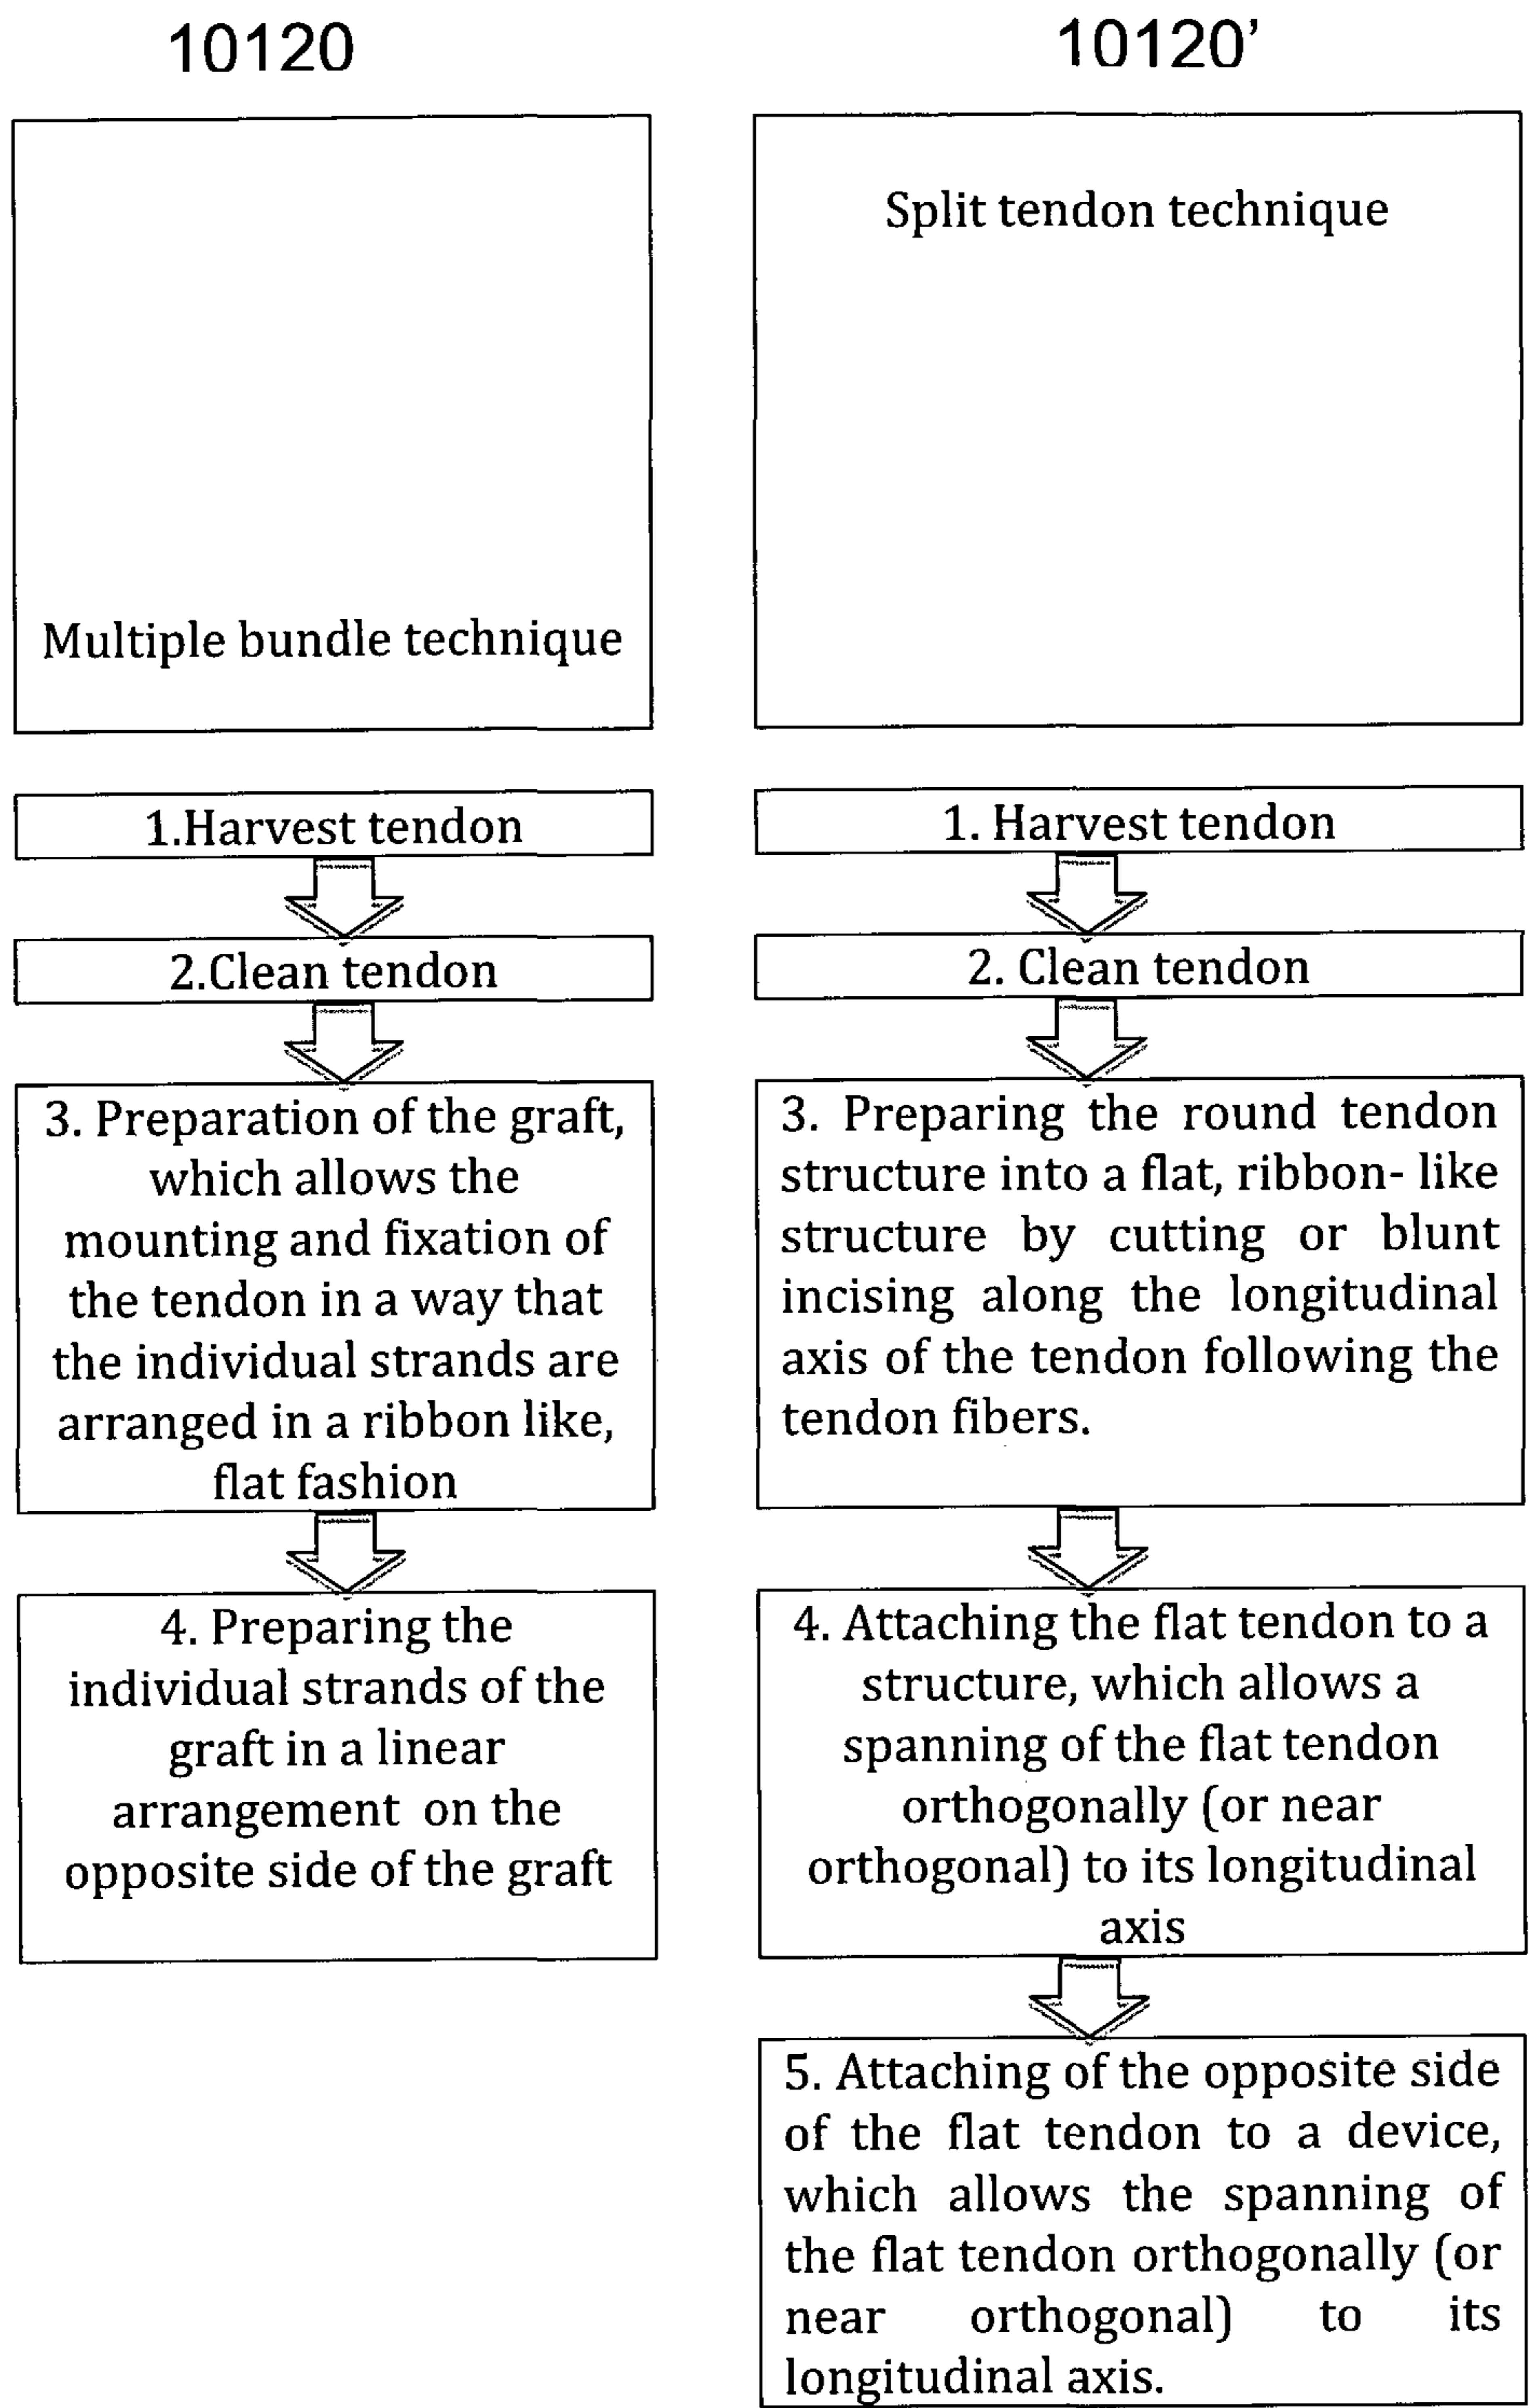 10120
Multiple bundle technique
1.Harvest tendon
2.Clean tendon
3. Preparation of the graft,
which allows the
mounting and fixation of
the tendon in a way that
the individual strands are
arranged in a ribbon like,
flat fashion
4. Preparing the
individual strands of the
graft in a linear
arrangement on the
opposite side of the graft
10120’
Split tendon technique
1. Harvest tendon
2. Clean tendon
3. Preparing the round tendon
structure into a flat, ribbon- like
structure by cutting or blunt
incising along the longitudinal
axis of the tendon following the
tendon fibers.
4. Attaching the flat tendon to a
structure, which allows a
spanning of the flat tendon
orthogonally (or near
orthogonal) to its longitudinal
axis
5. Attaching of the opposite side
of the flat tendon to a device,
which allows the spanning of
the flat tendon orthogonally (or
near orthogonal) to its
longitudinal axis.